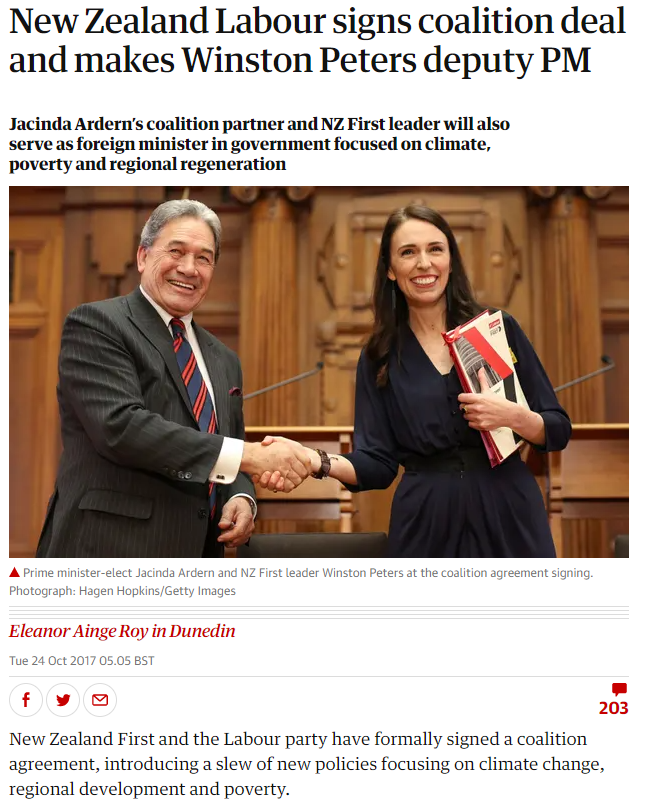 New Zealand Labour signs coalition deal
and makes Winston Peters deputy PM
Jacinda Ardern's coalition partner and NZ First leader will also
serve as foreign minister in government focused on climate,
poverty and regional regeneration
Prime minister-elect Jacinda Ardern and NZ First leader Winston Peters at the coalition agreement signing.
Photograph: Hagen Hopkins/Getty Images
Eleanor Ainge Roy in Dunedin
Tue 24 Oct 2017 05.05 BST
203
New Zealand First and the Labour party have formally signed a coalition
agreement, introducing a slew of new policies focusing on climate change,
regional development and poverty.